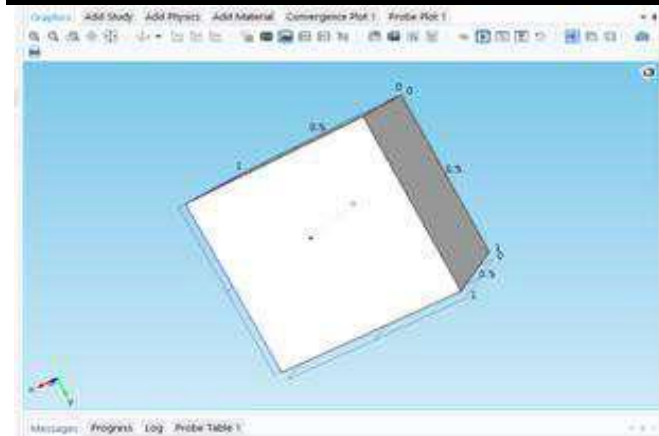 Graphics Add Study Add Physics Add Material Convergence Plot 1 Probe Plot 1
0 0
0.5
1
0.5
1
0
0.5
1
x
y
Messages Progress Log Probe Table 1